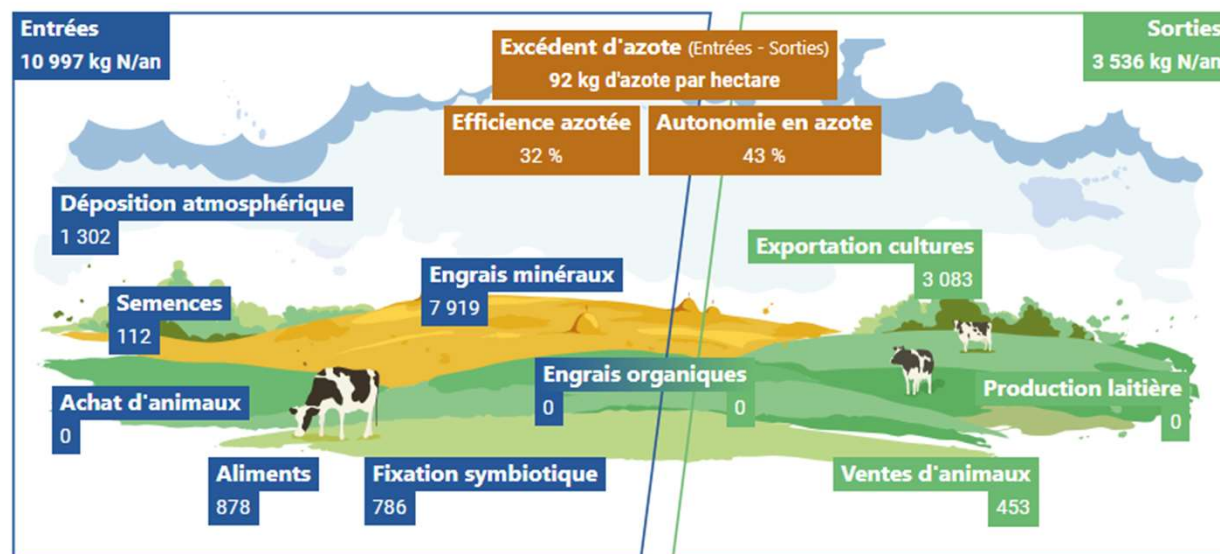 Entrées
10 997 kg N/an
Sorties
3 536 kg N/an
Excédent d'azote (Entrées - Sorties)
92 kg d'azote par hectare
Efficience azotée
32 %
Autonomie en azote
43 %
Déposition atmosphérique
1 302
Exportation cultures
3 083
Engrais minéraux
7 919
Semences
112
Engrais organiques
0
0
Production laitière
0
Achat d'animaux
0
Aliments
878
Fixation symbiotique
786
Ventes d'animaux
453